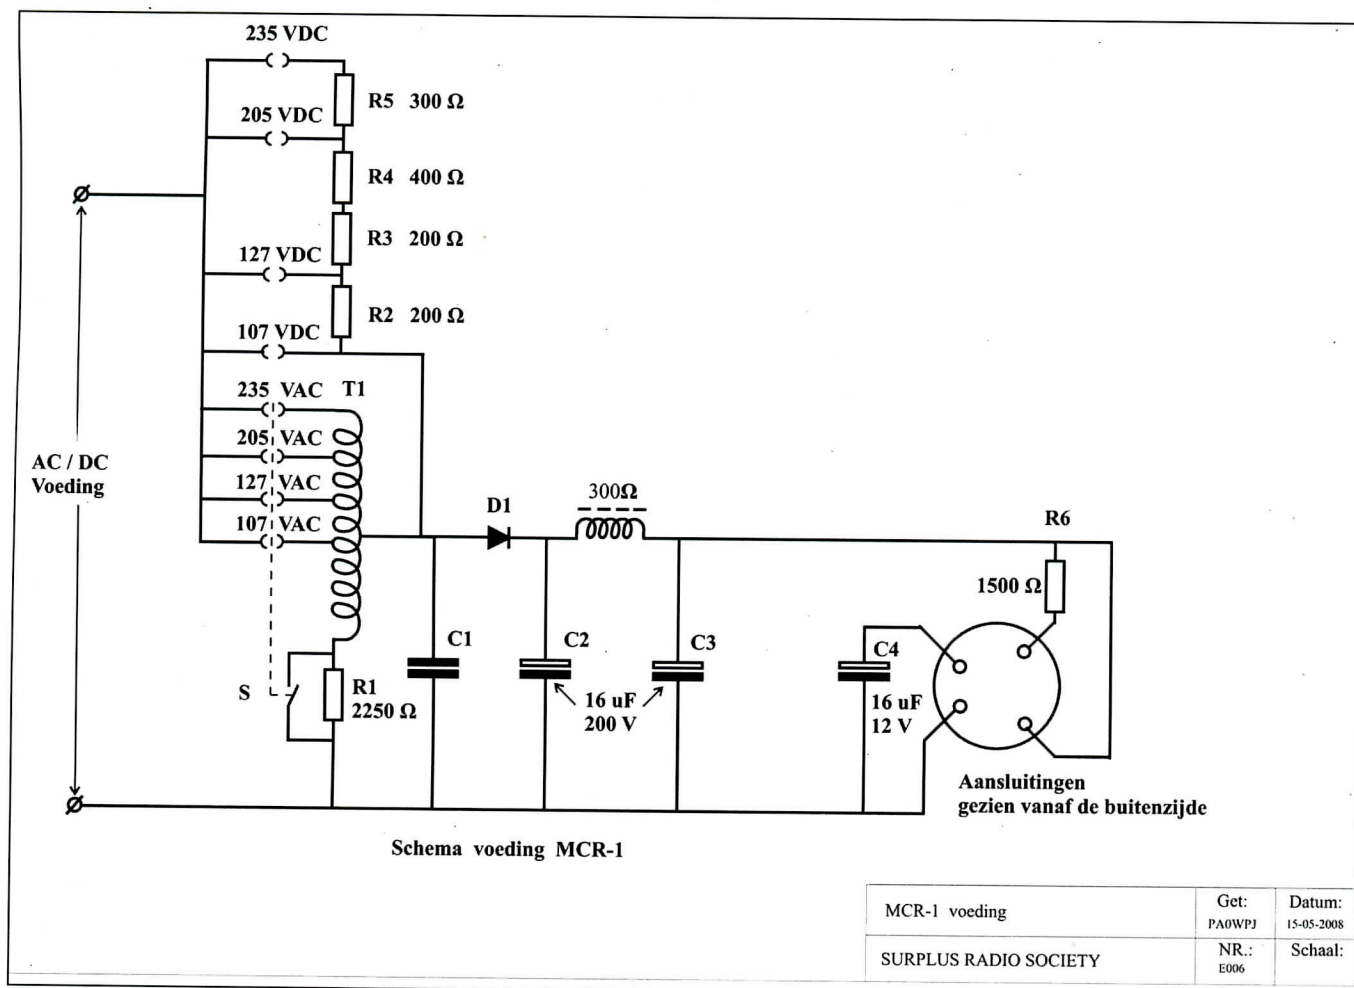 235 VDC
R5 300 Ω
205 VDC
R4 400 Ω
R3 200 Ω
127 VDC
R2 200 Ω
107 VDC
235 VAC T1
205 VAC
127 VAC
107 VAC
AC / DC
Voeding
D1
300Ω
R6
1500 Ω
S
R1
2250 Ω
C1
C2
C3
16 uF
200 V
C4
16 uF
12 V
Aansluitingen
gezien vanaf de buitenzijde
Schema voeding MCR-1
MCR-1 voeding
Get:
PA0WPJ
Datum:
15-05-2008
SURPLUS RADIO SOCIETY
NR.:
E006
Schaal: